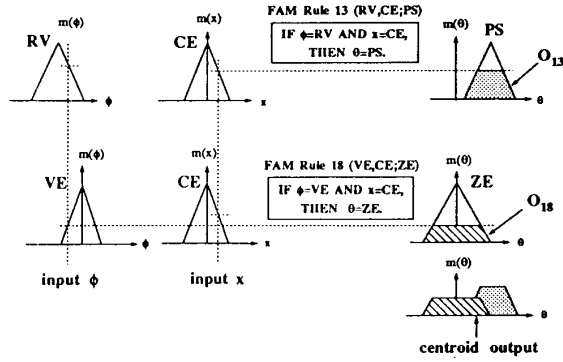 FAM Rule 13 (RV,CE;PS)
IF ϕ=RV AND x=CE,
THEN θ=PS.
m(ϕ)
RV
ϕ
m(x)
CE
x
m(θ)
PS
O13
θ
FAM Rule 18 (VE,CE;ZE)
IF ϕ=VE AND x=CE,
THEN θ=ZE.
m(ϕ)
VE
ϕ
m(x)
CE
x
m(θ)
ZE
O18
θ
input ϕ
input x
m(θ)
θ
centroid output